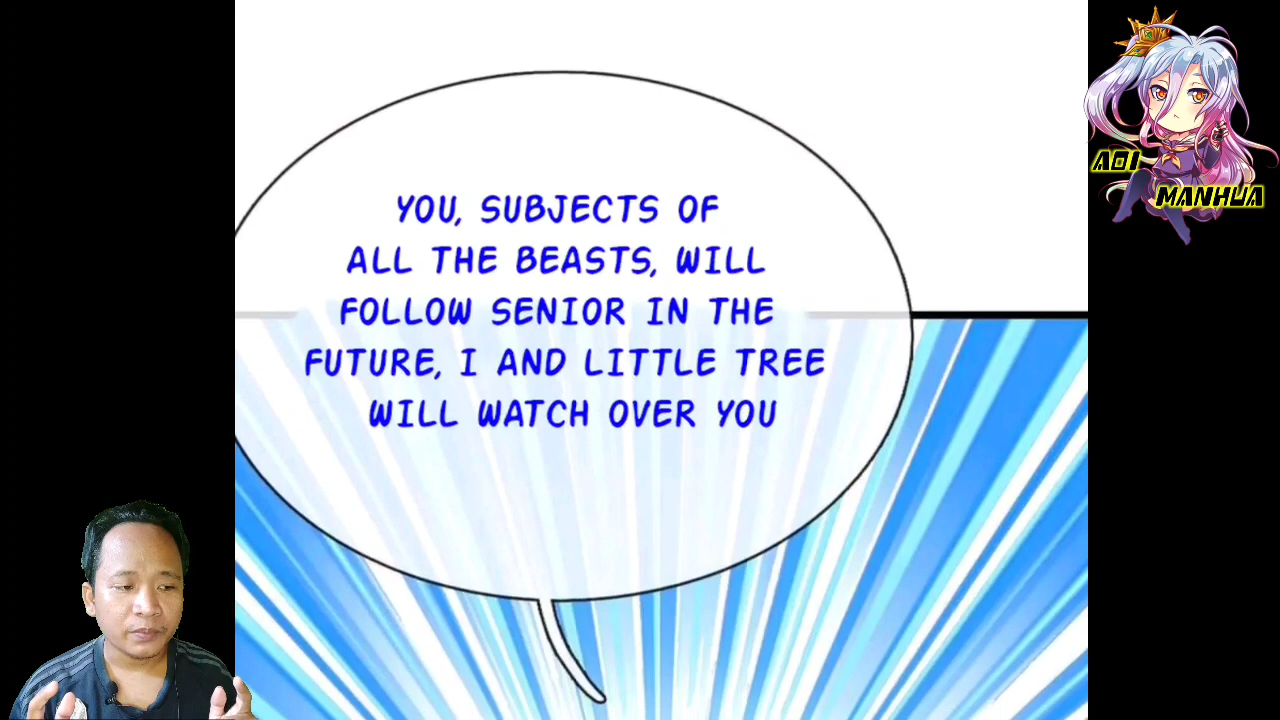 YOU, SUBJECTS OF
ALL THE BEASTS, WILL
FOLLOW SENIOR IN THE
FUTURE, I AND LITTLE TREE
WILL WATCH OVER YOU
AOI
MANHUA